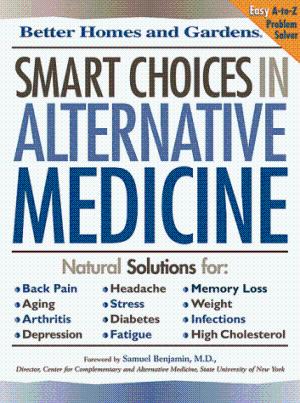 Easy A-to-Z
Problem
Solver
Better Homes and Gardens®
SMART CHOICES IN
ALTERNATIVE
MEDICINE
Natural Solutions for:
• Back Pain • Headache • Memory Loss
• Aging • Stress • Weight
• Arthritis • Diabetes • Infections
• Depression • Fatigue • High Cholesterol
Foreword by Samuel Benjamin, M.D.,
Director, Center for Complementary and Alternative Medicine, State University of New York